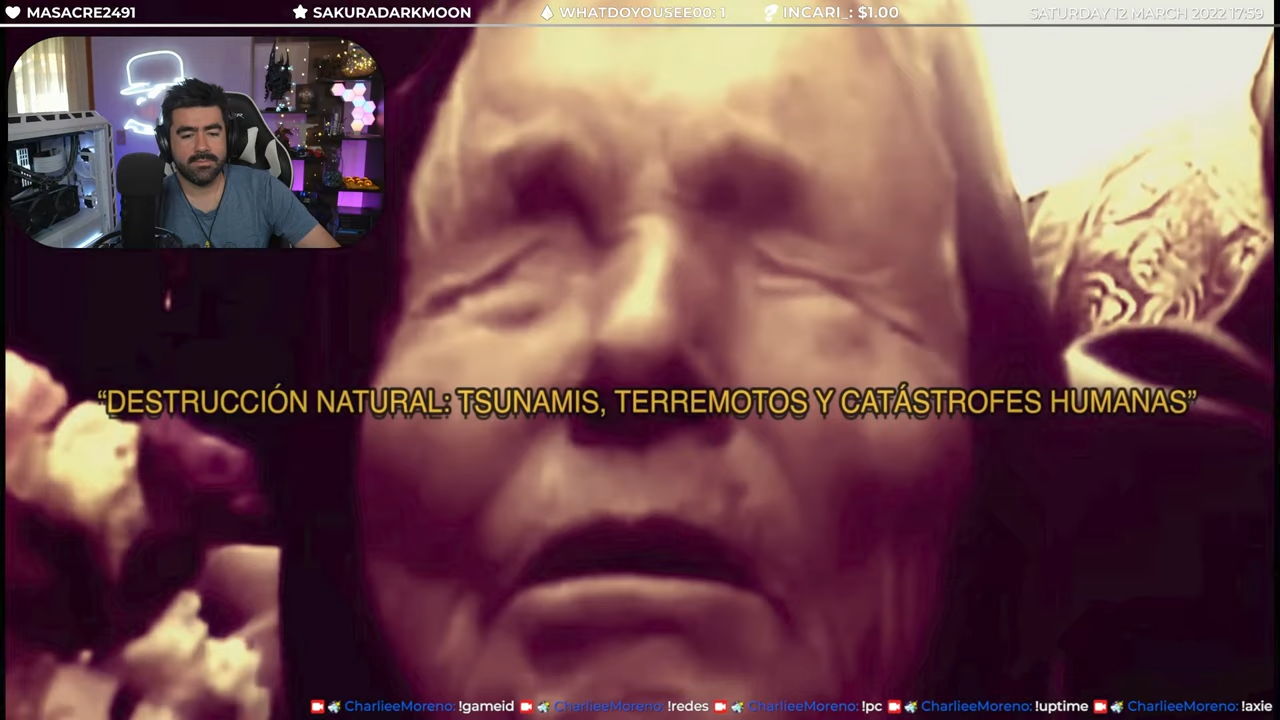 MASACRE2491
SAKURADARKMOON
WHATDOYOUSEE00: 1
INCARI_: $1.00
SATURDAY 12 MARCH 2022 17:59
“DESTRUCCIÓN NATURAL: TSUNAMIS, TERREMOTOS Y CATÁSTROFES HUMANAS”
CharlieeMoreno: !gameid CharlieeMoreno: !redes CharlieeMoreno: !pc CharlieeMoreno: !uptime CharlieeMoreno: !axie